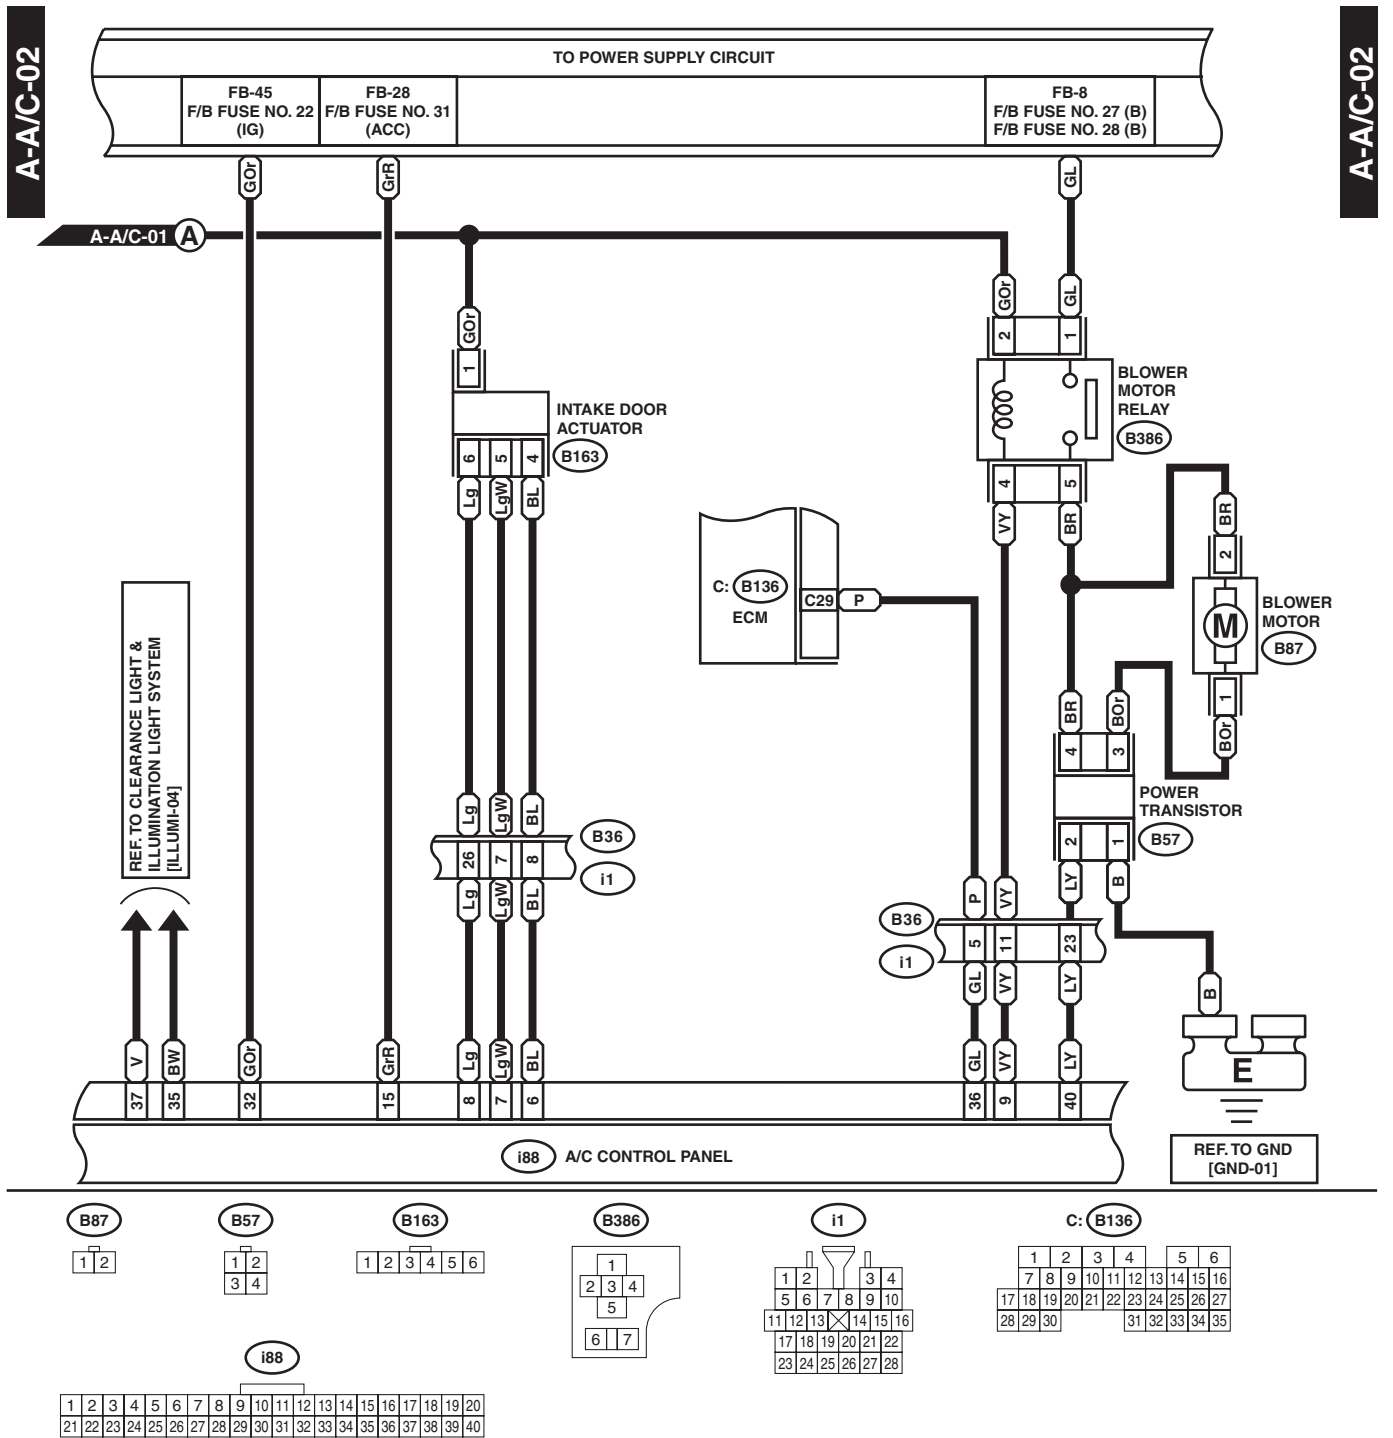 A-A/C-02
A-A/C-02
TO POWER SUPPLY CIRCUIT
FB-45
F/B FUSE NO. 22
(IG)
FB-28
F/B FUSE NO. 31
(ACC)
FB-8
F/B FUSE NO. 27 (B)
F/B FUSE NO. 28 (B)
GOr
GrR
GL
A-A/C-01
A
GOr
GOr
GL
1
2
1
BLOWER
MOTOR
RELAY
B386
INTAKE DOOR
ACTUATOR
B163
6
5
4
4
5
Lg
LgW
BL
VY
BR
BR
2
C: B136
ECM
C29
P
M
BLOWER
MOTOR
B87
1
BOr
REF. TO CLEARANCE LIGHT &
ILLUMINATION LIGHT SYSTEM
[ILLUMI-04]
BR
BOr
4
3
POWER
TRANSISTOR
B57
2
1
Lg
LgW
BL
B36
26
7
8
i1
Lg
LgW
BL
LY
B
P
VY
B36
5
11
23
i1
GL
VY
LY
B
E
REF. TO GND
[GND-01]
V
BW
GOr
GrR
Lg
LgW
BL
GL
VY
LY
37
35
32
15
8
7
6
36
9
40
i88
A/C CONTROL PANEL
B87
1 2
B57
1 2
3 4
B163
1 2 3 4 5 6
B386
1
2 3 4
5
6 7
i1
1 2 3 4
5 6 7 8 9 10
11 12 13 14 15 16
17 18 19 20 21 22
23 24 25 26 27 28
C: B136
1 2 3 4 5 6
7 8 9 10 11 12 13 14 15 16
17 18 19 20 21 22 23 24 25 26 27
28 29 30 31 32 33 34 35
i88
1 2 3 4 5 6 7 8 9 10 11 12 13 14 15 16 17 18 19 20
21 22 23 24 25 26 27 28 29 30 31 32 33 34 35 36 37 38 39 40